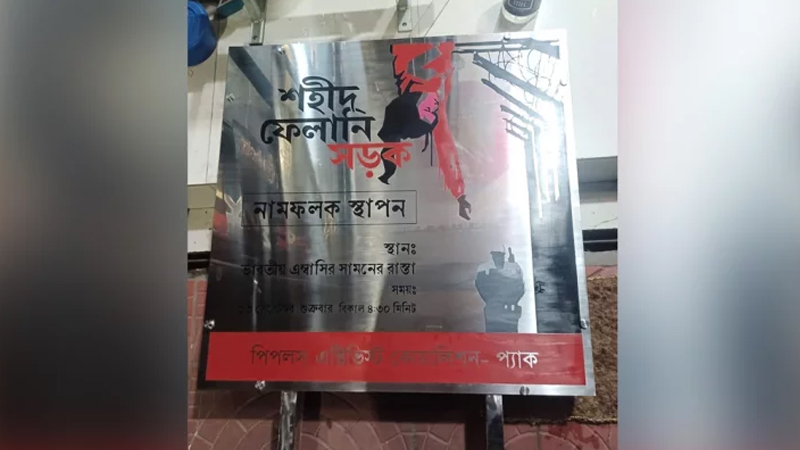 শহীদ
ফেলানি
সড়ক
নামফলক স্থাপন
স্থানঃ
ভারতীয় এম্বাসির সামনের রাস্তা
সময়ঃ
শুক্রবার বিকাল ৪:৩০ মিনিট
পিপলস - প্যাক